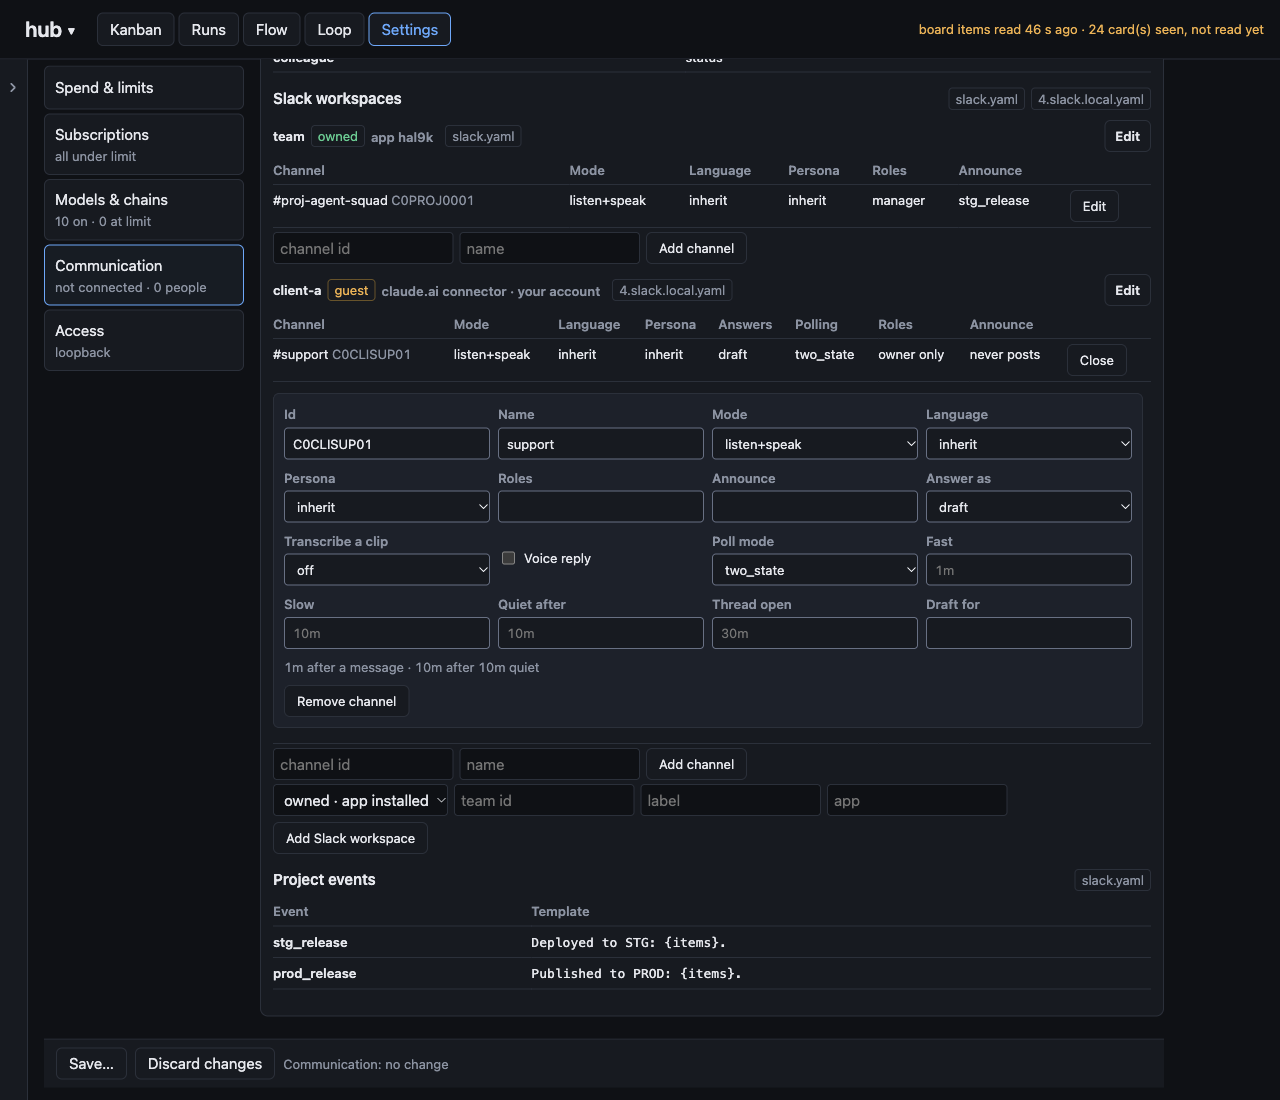 hub ▾ Kanban Runs Flow Loop Settings board items read 46 s ago · 24 card(s) seen, not read yet
colleague status
Spend & limits
Subscriptions
all under limit
Models & chains
10 on · 0 at limit
Communication
not connected · 0 people
Access
loopback
Slack workspaces slack.yaml 4.slack.local.yaml
team owned app hal9k slack.yaml Edit
Channel Mode Language Persona Roles Announce
#proj-agent-squad C0PROJ0001 listen+speak inherit inherit manager stg_release Edit
channel id name Add channel
client-a guest claude.ai connector · your account 4.slack.local.yaml Edit
Channel Mode Language Persona Answers Polling Roles Announce
#support C0CLISUP01 listen+speak inherit inherit draft two_state owner only never posts Close
Id Name Mode Language
C0CLISUP01 support listen+speak inherit
Persona Roles Announce Answer as
inherit draft
Transcribe a clip Voice reply Poll mode Fast
off two_state 1m
Slow Quiet after Thread open Draft for
10m 10m 30m
1m after a message · 10m after 10m quiet
Remove channel
channel id name Add channel
owned · app installed team id label app
Add Slack workspace
Project events slack.yaml
Event Template
stg_release Deployed to STG: {items}.
prod_release Published to PROD: {items}.
Save... Discard changes Communication: no change